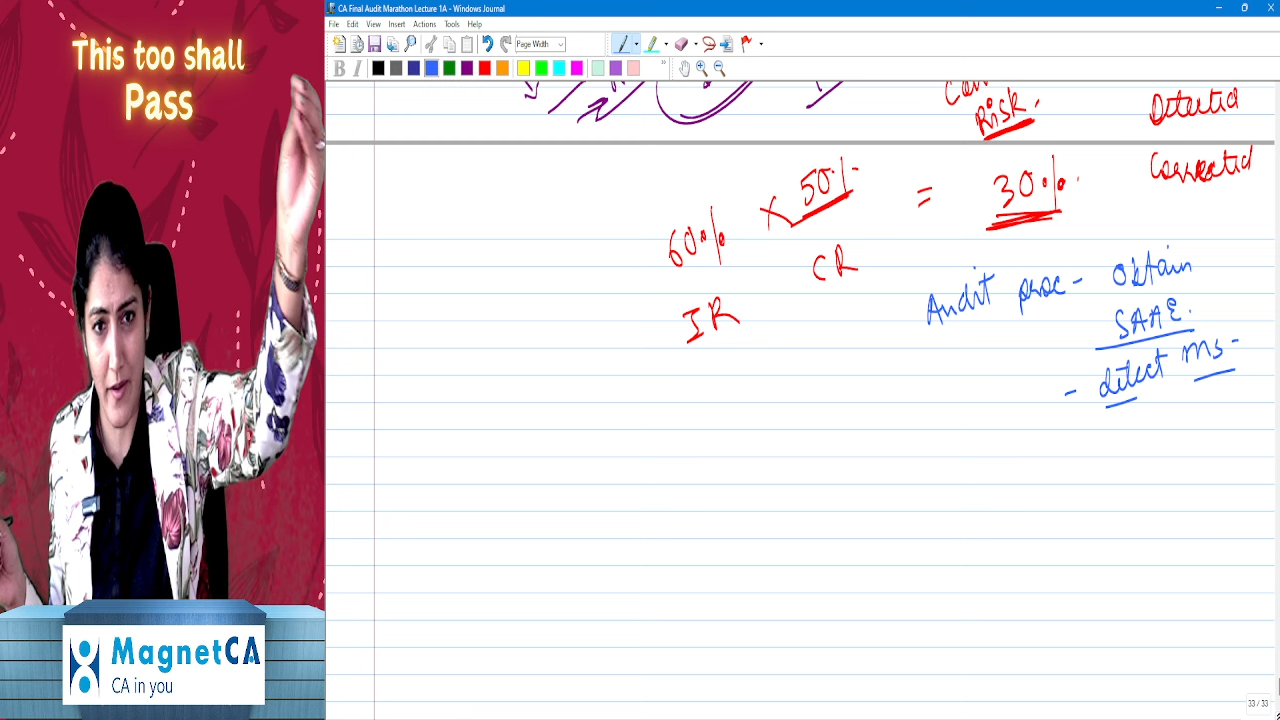 This too shall
Pass
MagnetCA
CA in you
CA Final Audit Marathon Lecture 1A - Windows Journal
File Edit View Insert Actions Tools Help
Page Width
B I
Risk.
Detected
Corrected
60% × 50% = 30%.
IR
CR
Audit proc - Obtain
SAAE.
- detect Ms -
33 / 33